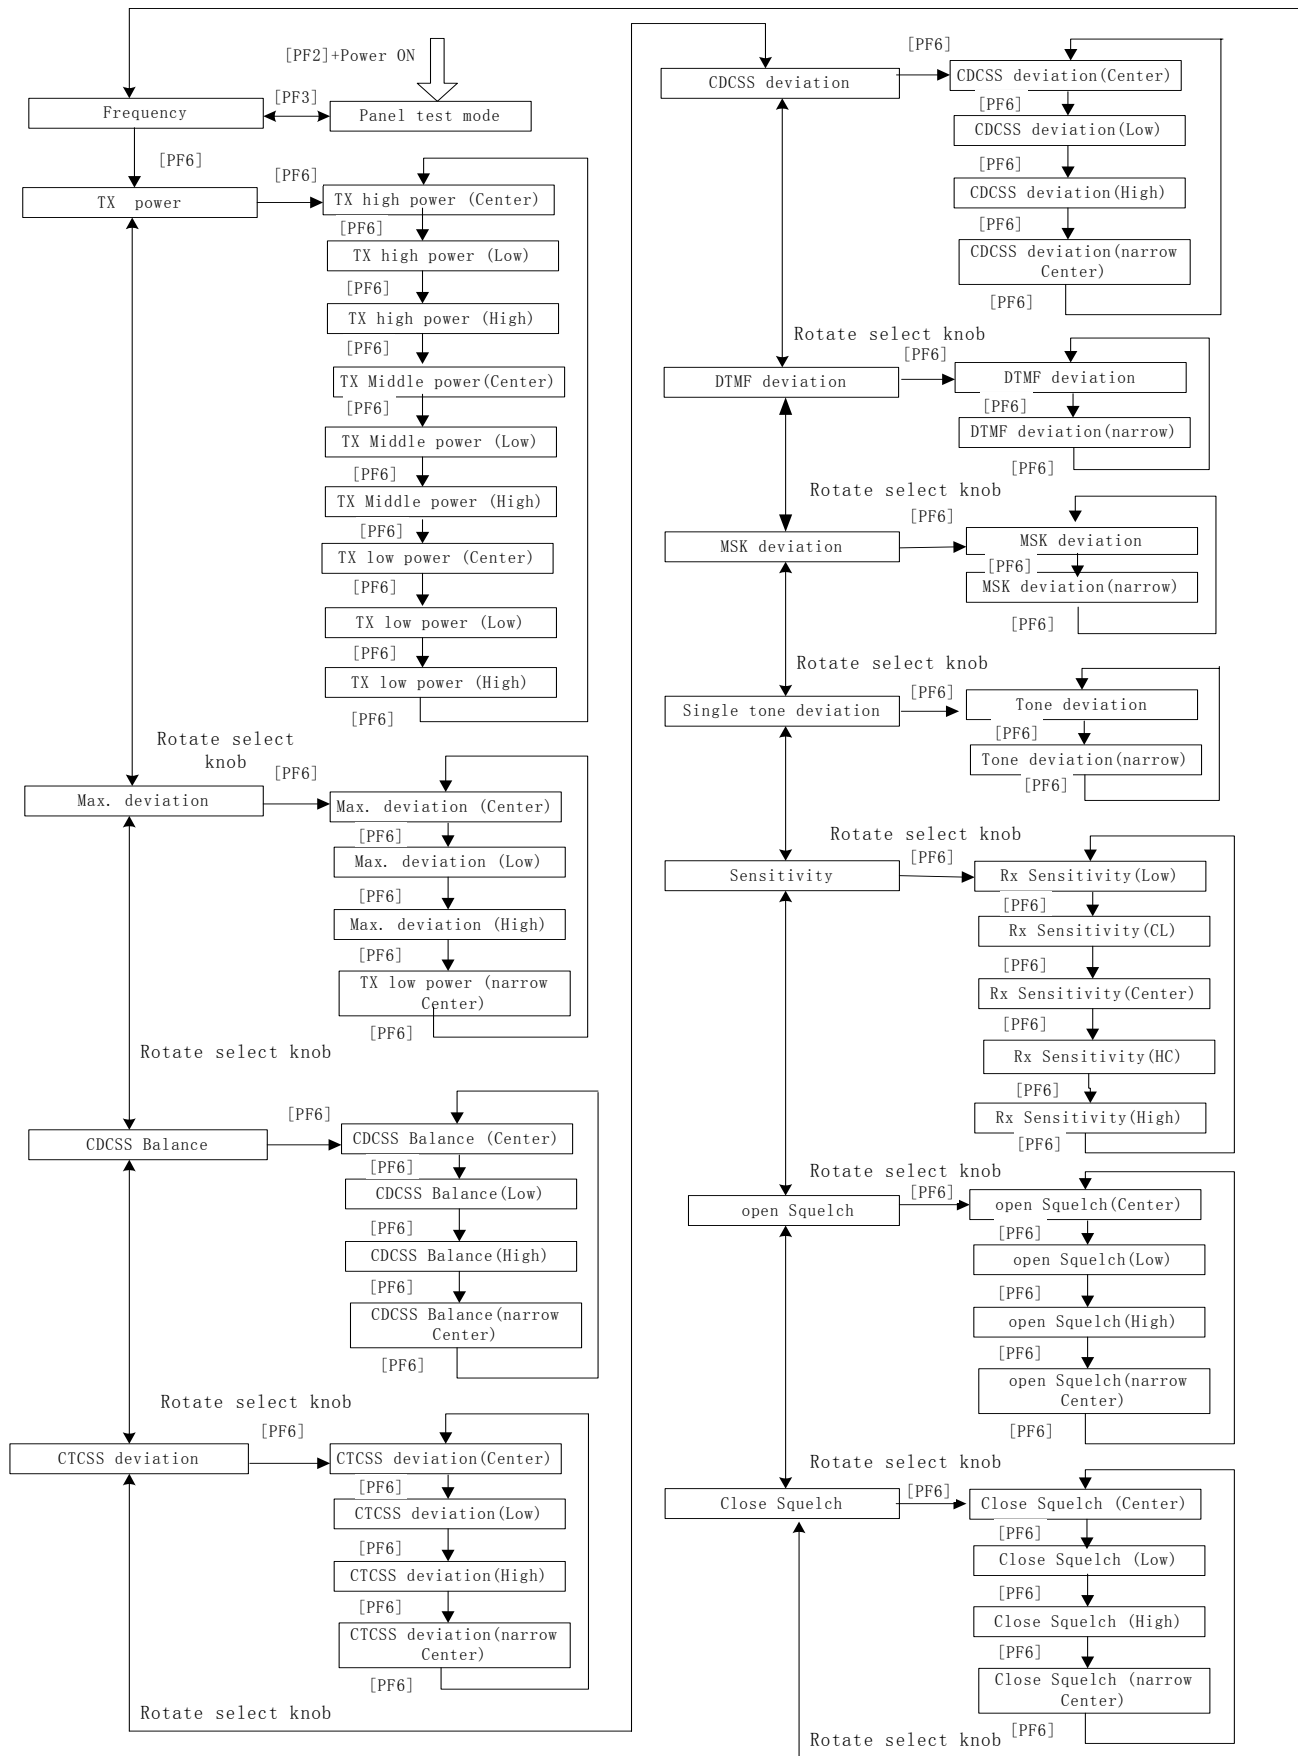 [PF2]+Power ON
Frequency
[PF3]
Panel test mode
[PF6]
TX  power
[PF6]
TX high power (Center)
[PF6]
TX high power (Low)
[PF6]
TX high power (High)
[PF6]
TX Middle power(Center)
[PF6]
TX Middle power (Low)
[PF6]
TX Middle power (High)
[PF6]
TX low power (Center)
[PF6]
TX low power (Low)
[PF6]
TX low power (High)
[PF6]
Rotate select
knob
Max. deviation
[PF6]
Max. deviation (Center)
[PF6]
Max. deviation (Low)
[PF6]
Max. deviation (High)
[PF6]
TX low power (narrow
Center)
[PF6]
Rotate select knob
CDCSS Balance
[PF6]
CDCSS Balance (Center)
[PF6]
CDCSS Balance(Low)
[PF6]
CDCSS Balance(High)
[PF6]
CDCSS Balance(narrow
Center)
[PF6]
Rotate select knob
CTCSS deviation
[PF6]
CTCSS deviation(Center)
[PF6]
CTCSS deviation(Low)
[PF6]
CTCSS deviation(High)
[PF6]
CTCSS deviation(narrow
Center)
[PF6]
Rotate select knob
CDCSS deviation
[PF6]
CDCSS deviation(Center)
[PF6]
CDCSS deviation(Low)
[PF6]
CDCSS deviation(High)
[PF6]
CDCSS deviation(narrow
Center)
[PF6]
Rotate select knob
DTMF deviation
[PF6]
DTMF deviation
[PF6]
DTMF deviation(narrow)
[PF6]
Rotate select knob
MSK deviation
[PF6]
MSK deviation
[PF6]
MSK deviation(narrow)
[PF6]
Rotate select knob
Single tone deviation
[PF6]
Tone deviation
[PF6]
Tone deviation(narrow)
[PF6]
Rotate select knob
Sensitivity
[PF6]
Rx Sensitivity(Low)
[PF6]
Rx Sensitivity(CL)
[PF6]
Rx Sensitivity(Center)
[PF6]
Rx Sensitivity(HC)
[PF6]
Rx Sensitivity(High)
[PF6]
Rotate select knob
open Squelch
[PF6]
open Squelch(Center)
[PF6]
open Squelch(Low)
[PF6]
open Squelch(High)
[PF6]
open Squelch(narrow
Center)
[PF6]
Rotate select knob
Close Squelch
[PF6]
Close Squelch (Center)
[PF6]
Close Squelch (Low)
[PF6]
Close Squelch (High)
[PF6]
Close Squelch (narrow
Center)
[PF6]
Rotate select knob